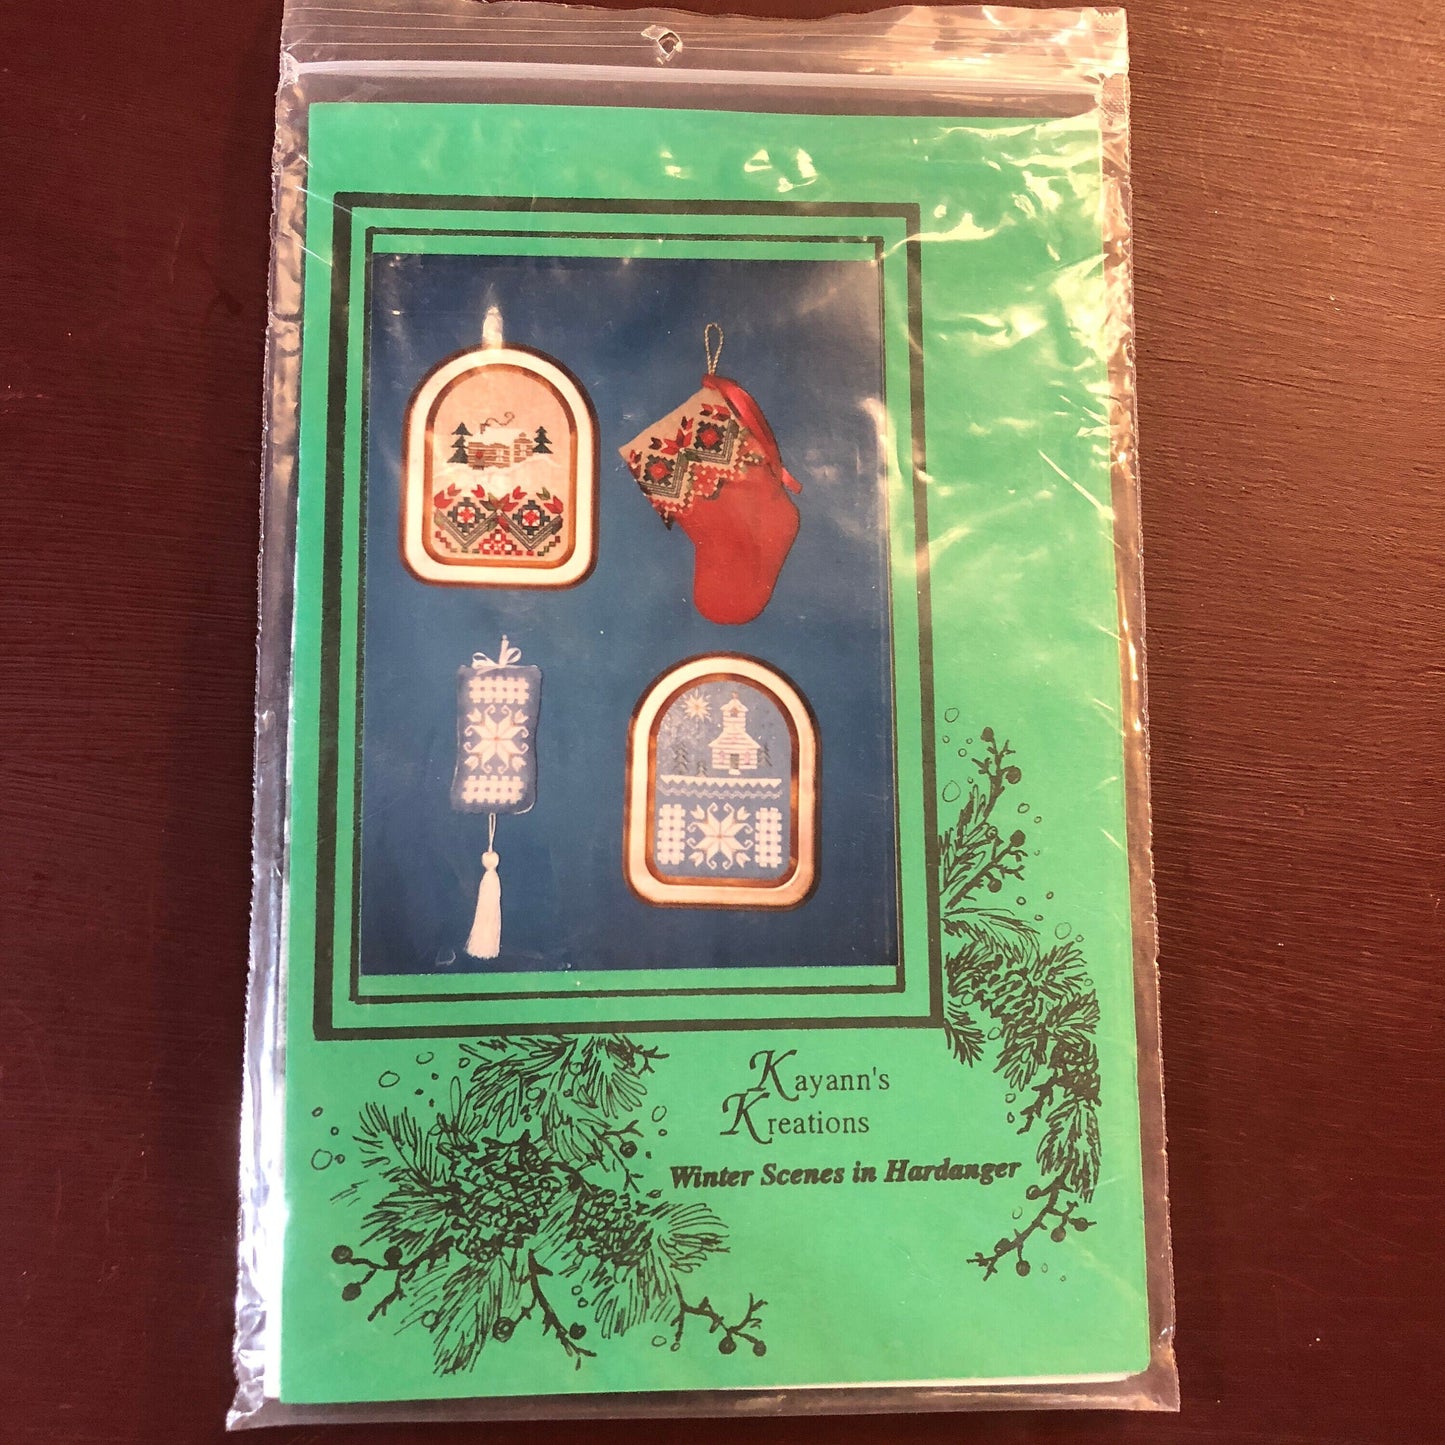 Kayann's
Kreations
Winter Scenes in Hardanger